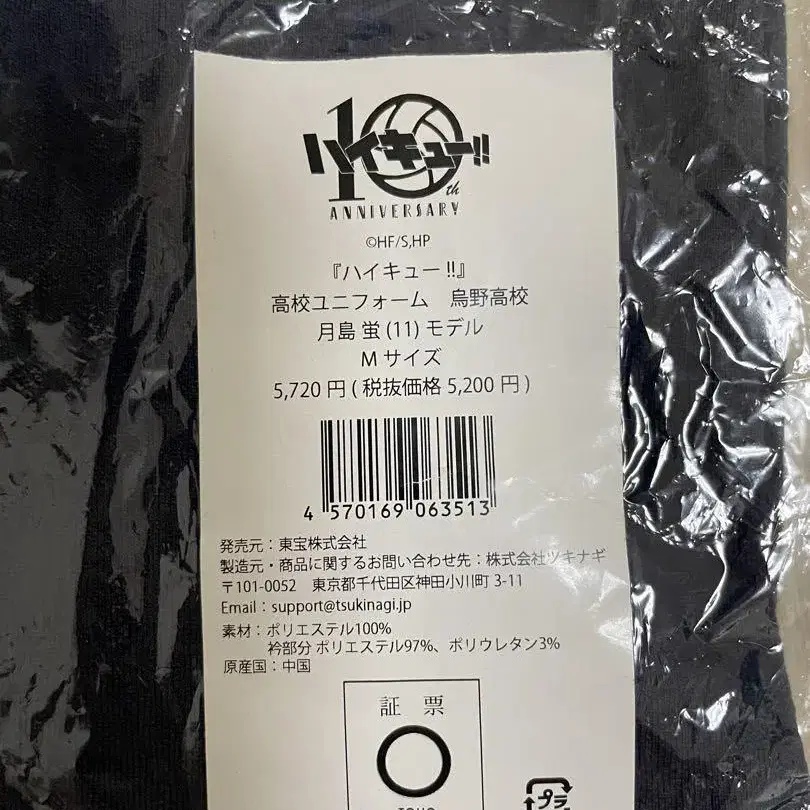 ハイキュー!!
10th
ANNIVERSARY
©HF/S,HP
『ハイキュー!!』
高校ユニフォーム　烏野高校
月島 蛍 (11) モデル
M サイズ
5,720 円 ( 税抜価格 5,200 円 )
4 570169 063513
発売元：東宝株式会社
製造元・商品に関するお問い合わせ先：株式会社ツキナギ
〒101-0052　東京都千代田区神田小川町 3-11
Email：support@tsukinagi.jp
素材：ポリエステル100%
衿部分 ポリエステル97%、ポリウレタン3%
原産国：中国
証 票
プラ